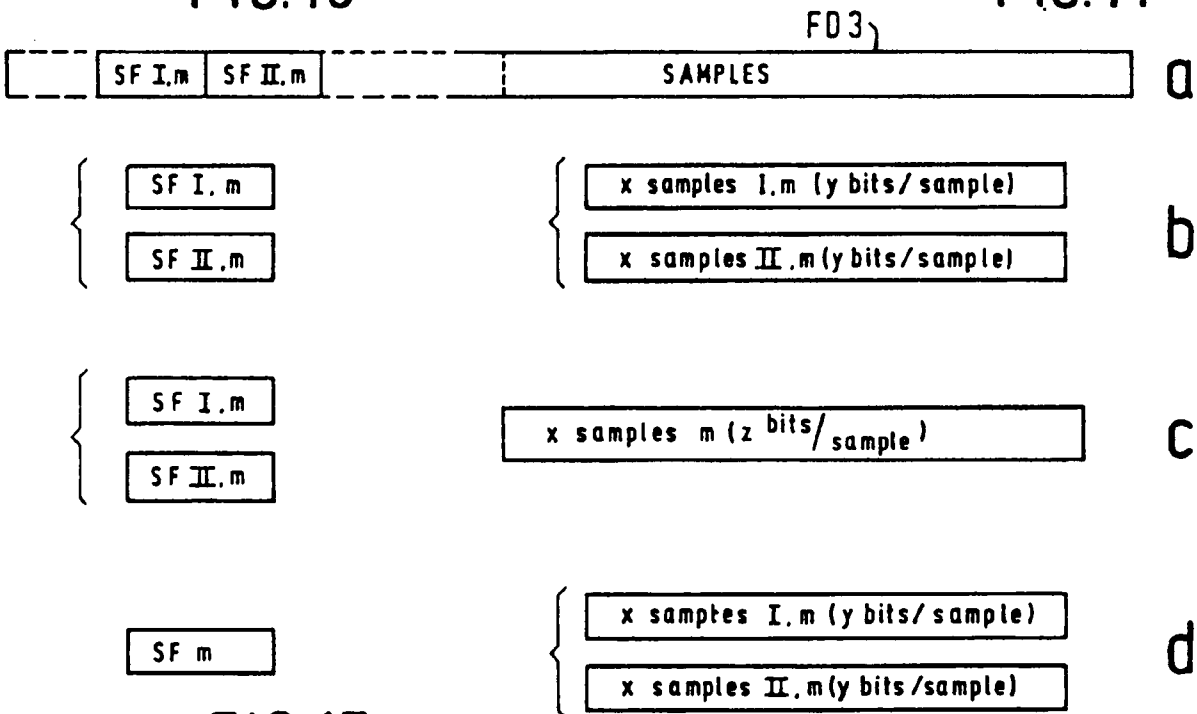 FD3
SF I.m SF II.m SAMPLES a
SF I.m x samples I.m (y bits/sample)
b
SF II.m x samples II.m (y bits/sample)
SF I.m
x samples m (z bits/sample) c
SF II.m
x samples I.m (y bits/sample)
SF m d
x samples II.m (y bits/sample)